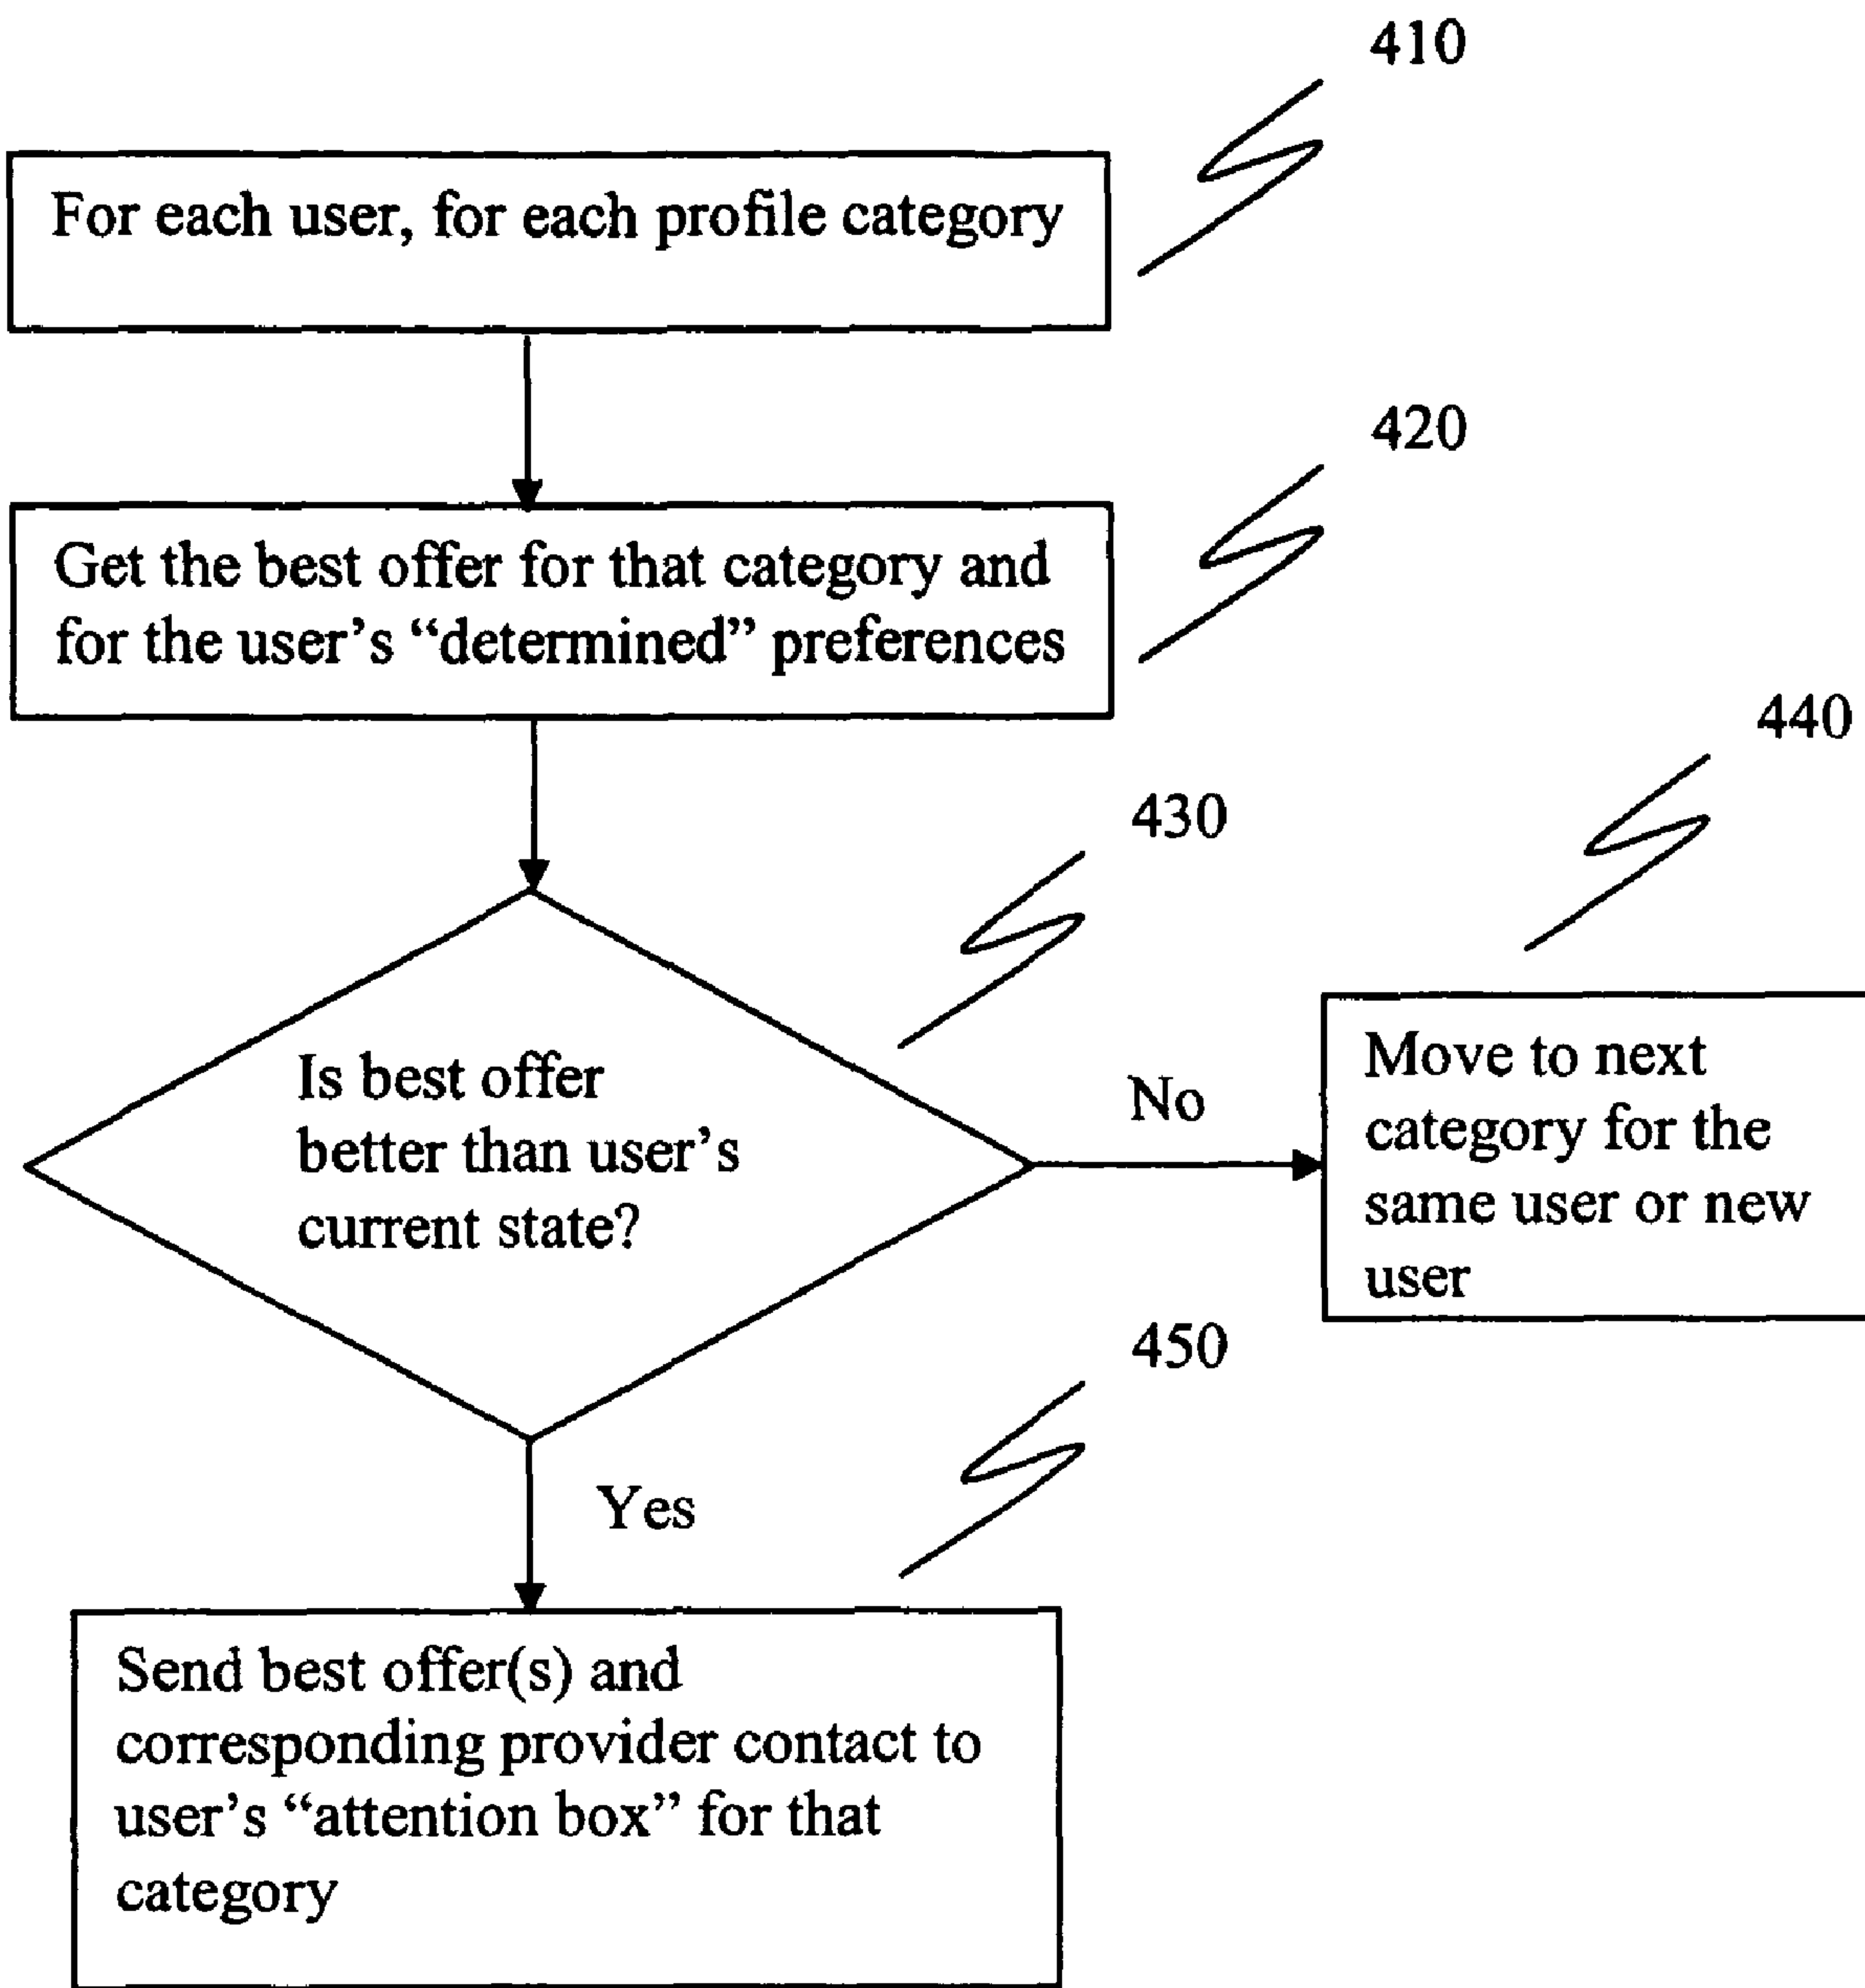 410
For each user, for each profile category
420
Get the best offer for that category and
for the user's “determined” preferences
440
430
Is best offer
better than user's
current state?
No
Move to next
category for the
same user or new
user
450
Yes
Send best offer(s) and
corresponding provider contact to
user's “attention box” for that
category